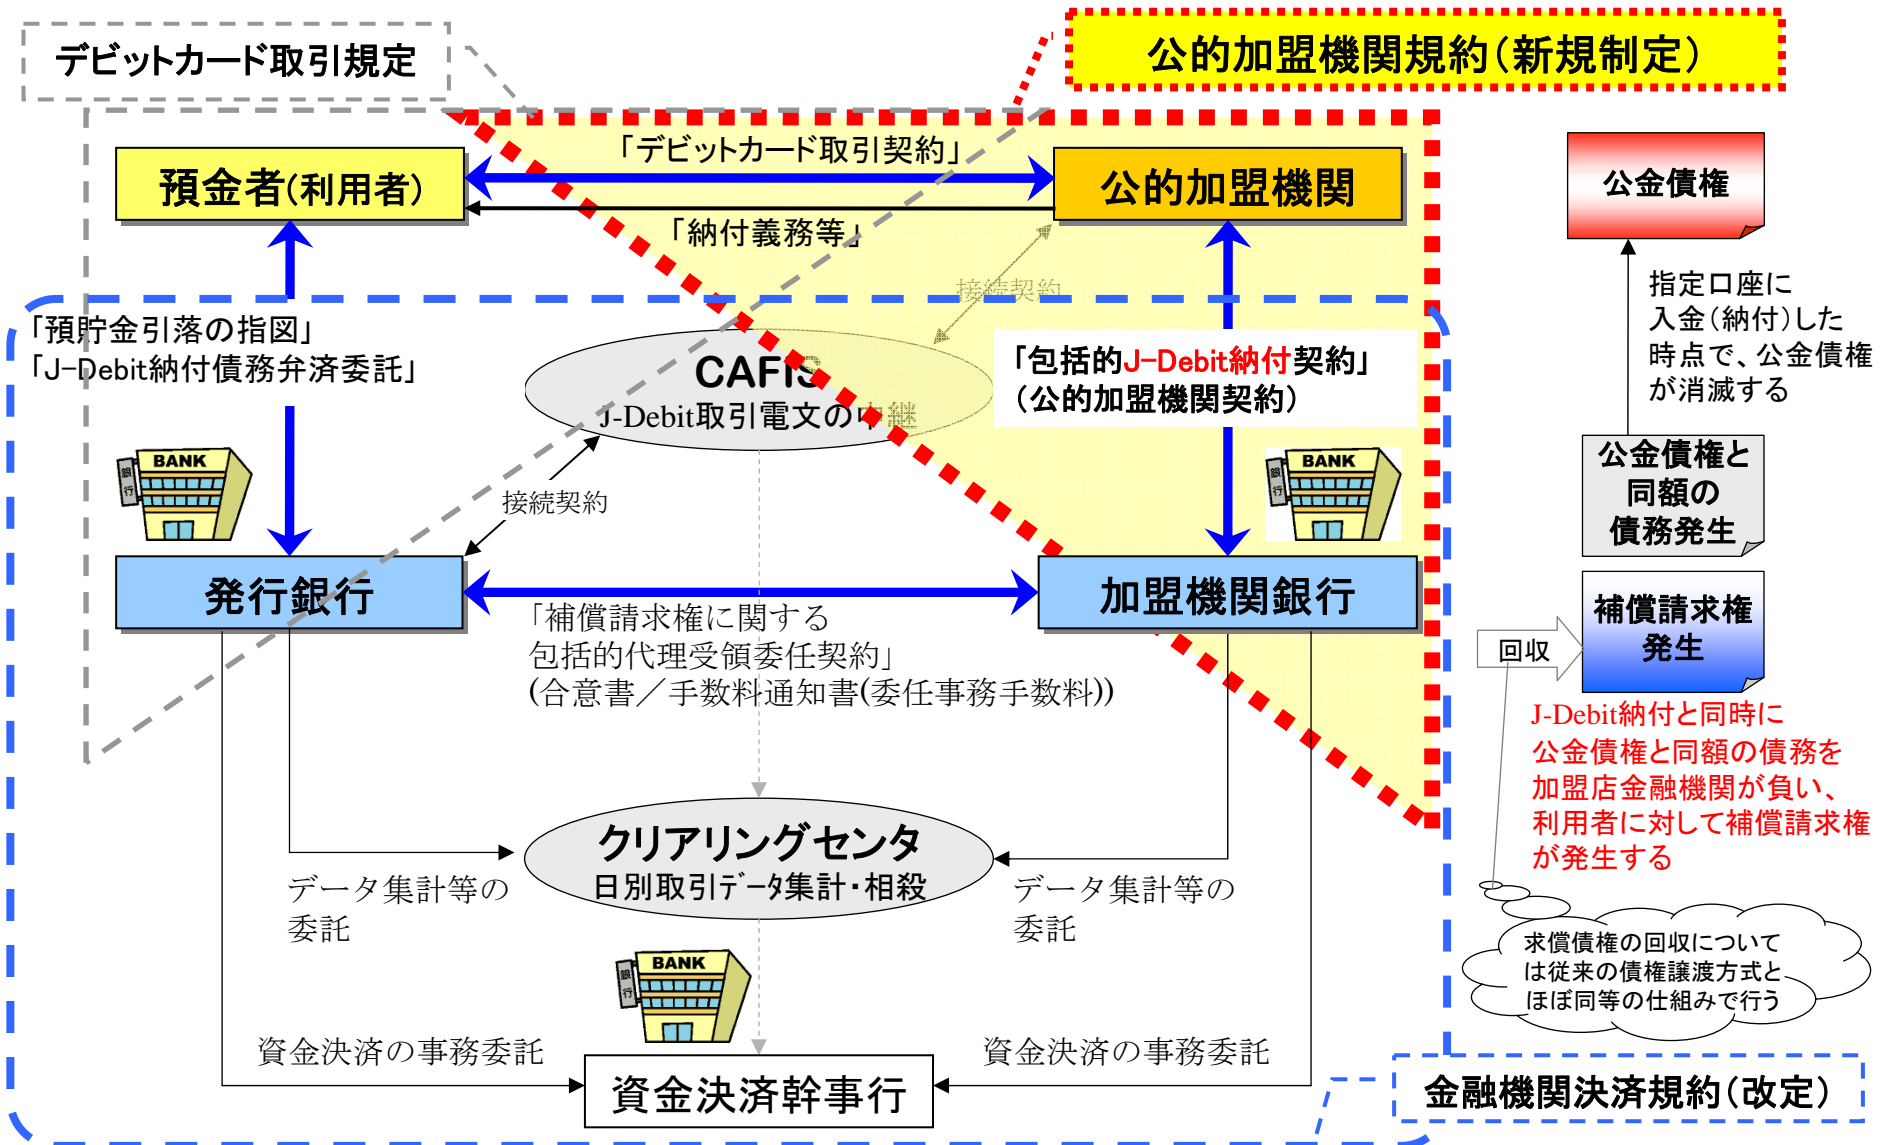 デビットカード取引規定
公的加盟機関規約(新規制定)
「デビットカード取引契約」
預金者(利用者)
公的加盟機関
「納付義務等」
接続契約
公金債権
指定口座に
入金(納付)した
時点で、公金債権
が消滅する
「預貯金引落の指図」
「J-Debit納付債務弁済委託」
CAFIS
J-Debit取引電文の中継
「包括的J-Debit納付契約」
(公的加盟機関契約)
公金債権と
同額の
債務発生
BANK
銀行
接続契約
BANK
銀行
発行銀行
加盟機関銀行
「補償請求権に関する
包括的代理受領委任契約」
(合意書/手数料通知書(委任事務手数料))
回収
補償請求権
発生
J-Debit納付と同時に
公金債権と同額の債務を
加盟店金融機関が負い、
利用者に対して補償請求権
が発生する
クリアリングセンタ
日別取引データ集計・相殺
データ集計等の
委託
データ集計等の
委託
求償債権の回収について
は従来の債権譲渡方式と
ほぼ同等の仕組みで行う
BANK
銀行
資金決済の事務委託
資金決済の事務委託
資金決済幹事行
金融機関決済規約(改定)